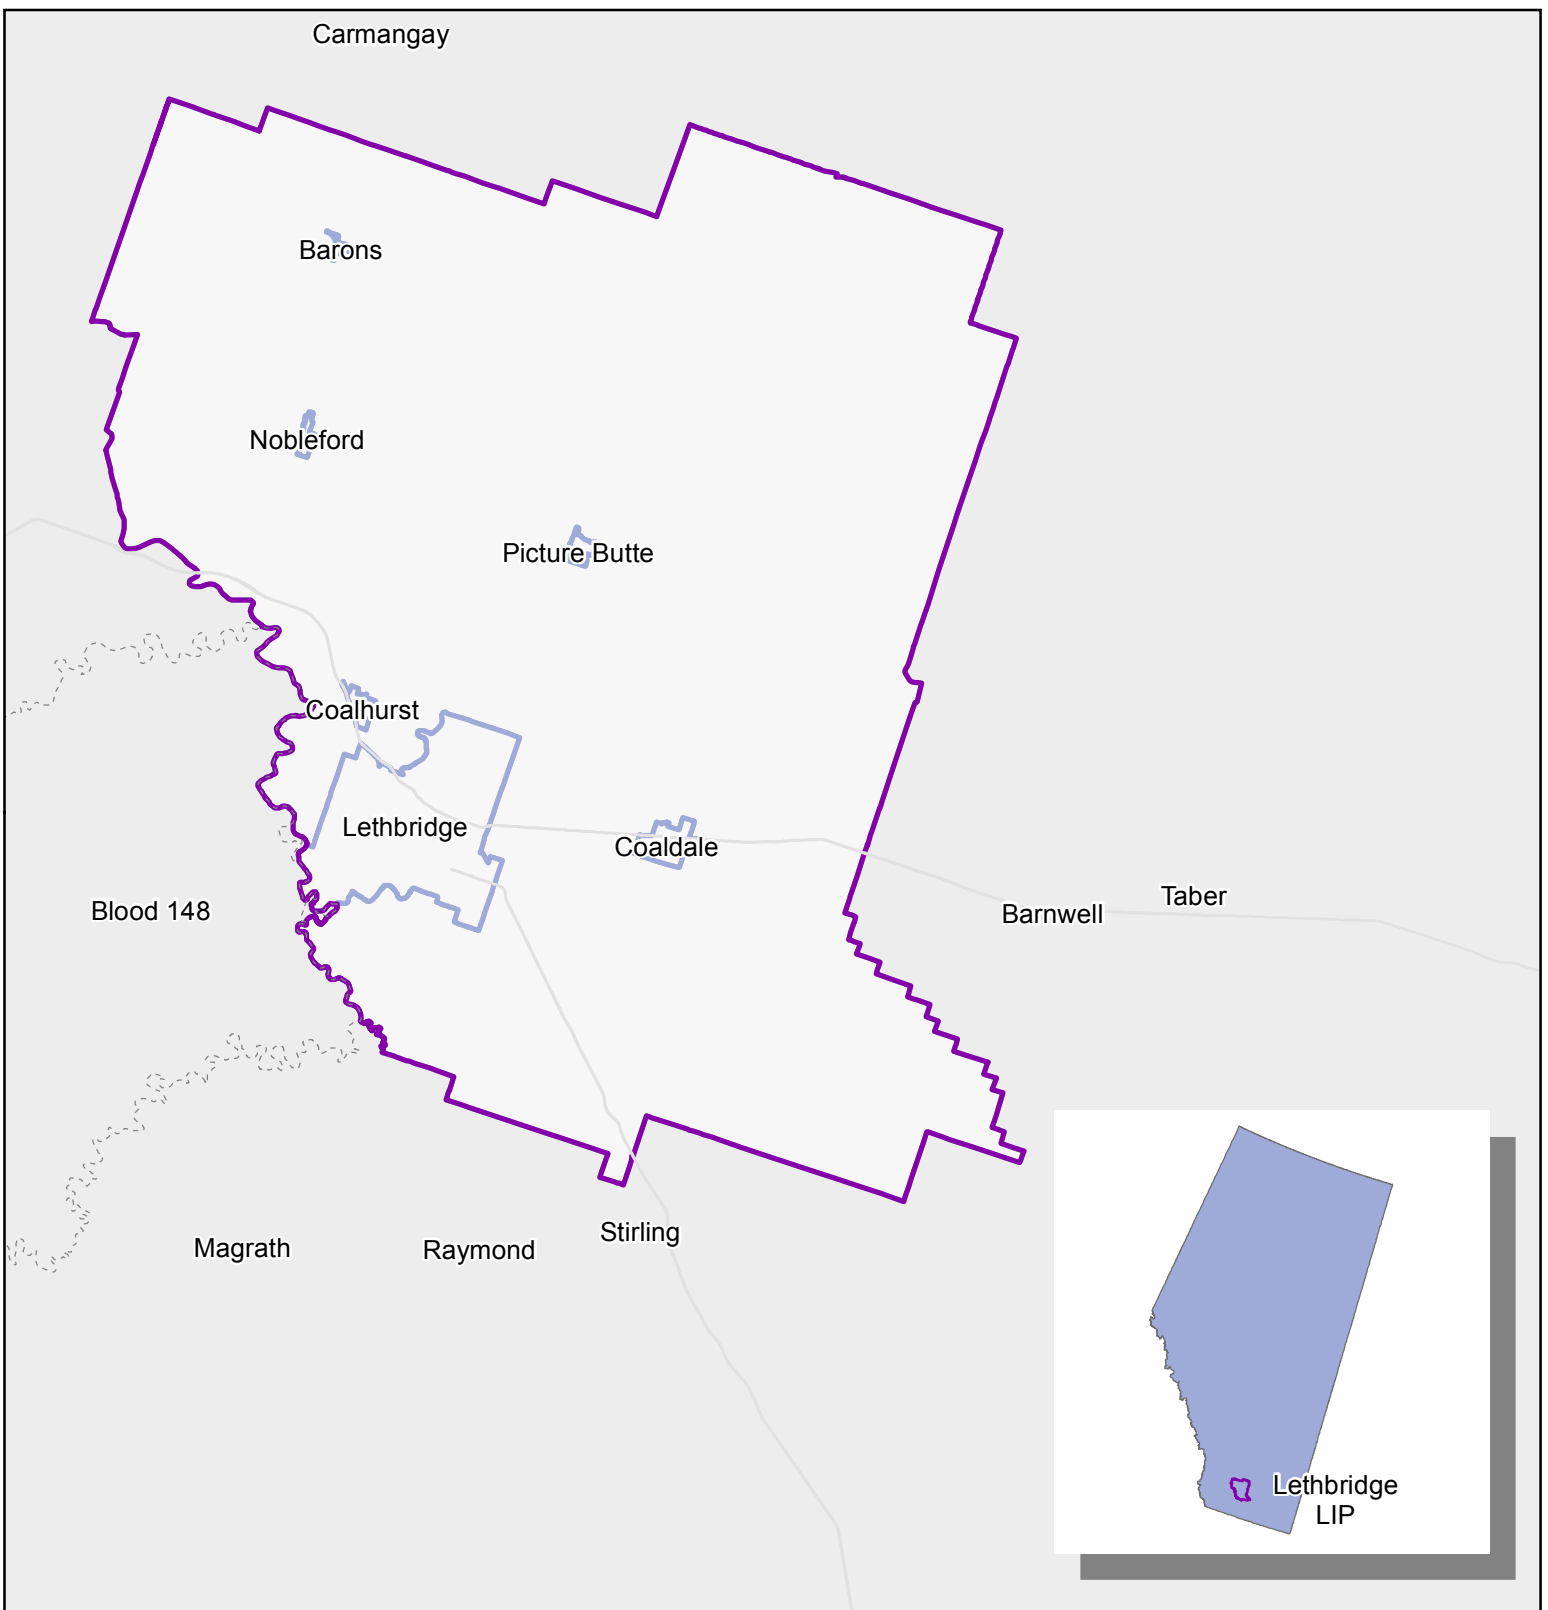 Carmangay
Barons
Nobleford
Picture Butte
Coalhurst
Lethbridge
Coaldale
Taber
Blood 148
Barnwell
Stirling
Magrath
Raymond
Lethbridge
LIP